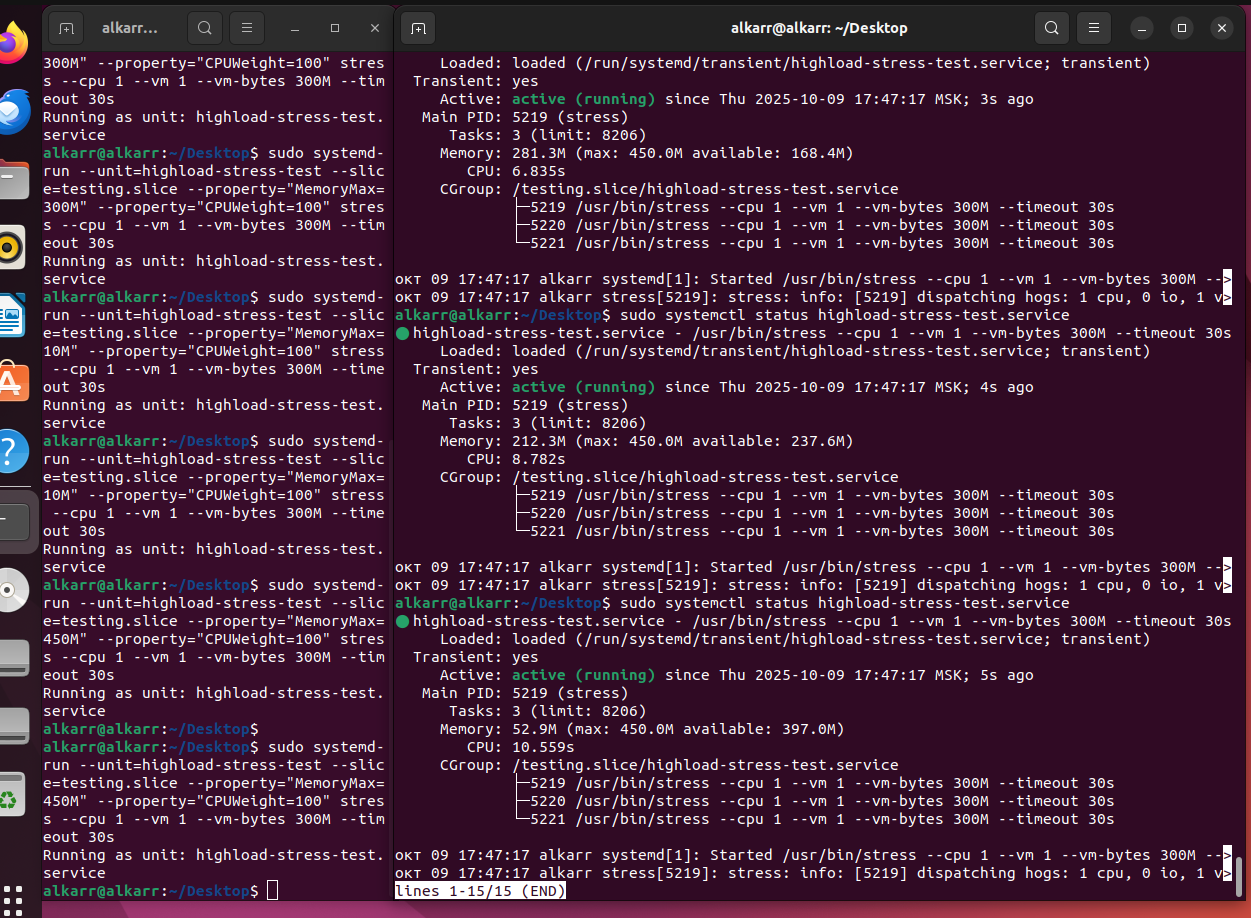 alkarr...
300M" --property="CPUWeight=100" stres
s --cpu 1 --vm 1 --vm-bytes 300M --tim
eout 30s
Running as unit: highload-stress-test.
service
alkarr@alkarr:~/Desktop$ sudo systemd-
run --unit=highload-stress-test --slic
e=testing.slice --property="MemoryMax=
300M" --property="CPUWeight=100" stres
s --cpu 1 --vm 1 --vm-bytes 300M --tim
eout 30s
Running as unit: highload-stress-test.
service
alkarr@alkarr:~/Desktop$ sudo systemd-
run --unit=highload-stress-test --slic
e=testing.slice --property="MemoryMax=
10M" --property="CPUWeight=100" stress
--cpu 1 --vm 1 --vm-bytes 300M --time
out 30s
Running as unit: highload-stress-test.
service
alkarr@alkarr:~/Desktop$ sudo systemd-
run --unit=highload-stress-test --slic
e=testing.slice --property="MemoryMax=
10M" --property="CPUWeight=100" stress
--cpu 1 --vm 1 --vm-bytes 300M --time
out 30s
Running as unit: highload-stress-test.
service
alkarr@alkarr:~/Desktop$ sudo systemd-
run --unit=highload-stress-test --slic
e=testing.slice --property="MemoryMax=
450M" --property="CPUWeight=100" stres
s --cpu 1 --vm 1 --vm-bytes 300M --tim
eout 30s
Running as unit: highload-stress-test.
service
alkarr@alkarr:~/Desktop$
alkarr@alkarr:~/Desktop$ sudo systemd-
run --unit=highload-stress-test --slic
e=testing.slice --property="MemoryMax=
450M" --property="CPUWeight=100" stres
s --cpu 1 --vm 1 --vm-bytes 300M --tim
eout 30s
Running as unit: highload-stress-test.
service
alkarr@alkarr:~/Desktop$
alkarr@alkarr: ~/Desktop
Loaded: loaded (/run/systemd/transient/highload-stress-test.service; transient)
Transient: yes
Active: active (running) since Thu 2025-10-09 17:47:17 MSK; 3s ago
Main PID: 5219 (stress)
Tasks: 3 (limit: 8206)
Memory: 281.3M (max: 450.0M available: 168.4M)
CPU: 6.835s
CGroup: /testing.slice/highload-stress-test.service
├─5219 /usr/bin/stress --cpu 1 --vm 1 --vm-bytes 300M --timeout 30s
├─5220 /usr/bin/stress --cpu 1 --vm 1 --vm-bytes 300M --timeout 30s
└─5221 /usr/bin/stress --cpu 1 --vm 1 --vm-bytes 300M --timeout 30s
окт 09 17:47:17 alkarr systemd[1]: Started /usr/bin/stress --cpu 1 --vm 1 --vm-bytes 300M -->
окт 09 17:47:17 alkarr stress[5219]: stress: info: [5219] dispatching hogs: 1 cpu, 0 io, 1 v>
alkarr@alkarr:~/Desktop$ sudo systemctl status highload-stress-test.service
● highload-stress-test.service - /usr/bin/stress --cpu 1 --vm 1 --vm-bytes 300M --timeout 30s
Loaded: loaded (/run/systemd/transient/highload-stress-test.service; transient)
Transient: yes
Active: active (running) since Thu 2025-10-09 17:47:17 MSK; 4s ago
Main PID: 5219 (stress)
Tasks: 3 (limit: 8206)
Memory: 212.3M (max: 450.0M available: 237.6M)
CPU: 8.782s
CGroup: /testing.slice/highload-stress-test.service
├─5219 /usr/bin/stress --cpu 1 --vm 1 --vm-bytes 300M --timeout 30s
├─5220 /usr/bin/stress --cpu 1 --vm 1 --vm-bytes 300M --timeout 30s
└─5221 /usr/bin/stress --cpu 1 --vm 1 --vm-bytes 300M --timeout 30s
окт 09 17:47:17 alkarr systemd[1]: Started /usr/bin/stress --cpu 1 --vm 1 --vm-bytes 300M -->
окт 09 17:47:17 alkarr stress[5219]: stress: info: [5219] dispatching hogs: 1 cpu, 0 io, 1 v>
alkarr@alkarr:~/Desktop$ sudo systemctl status highload-stress-test.service
● highload-stress-test.service - /usr/bin/stress --cpu 1 --vm 1 --vm-bytes 300M --timeout 30s
Loaded: loaded (/run/systemd/transient/highload-stress-test.service; transient)
Transient: yes
Active: active (running) since Thu 2025-10-09 17:47:17 MSK; 5s ago
Main PID: 5219 (stress)
Tasks: 3 (limit: 8206)
Memory: 52.9M (max: 450.0M available: 397.0M)
CPU: 10.559s
CGroup: /testing.slice/highload-stress-test.service
├─5219 /usr/bin/stress --cpu 1 --vm 1 --vm-bytes 300M --timeout 30s
├─5220 /usr/bin/stress --cpu 1 --vm 1 --vm-bytes 300M --timeout 30s
└─5221 /usr/bin/stress --cpu 1 --vm 1 --vm-bytes 300M --timeout 30s
окт 09 17:47:17 alkarr systemd[1]: Started /usr/bin/stress --cpu 1 --vm 1 --vm-bytes 300M -->
окт 09 17:47:17 alkarr stress[5219]: stress: info: [5219] dispatching hogs: 1 cpu, 0 io, 1 v>
lines 1-15/15 (END)